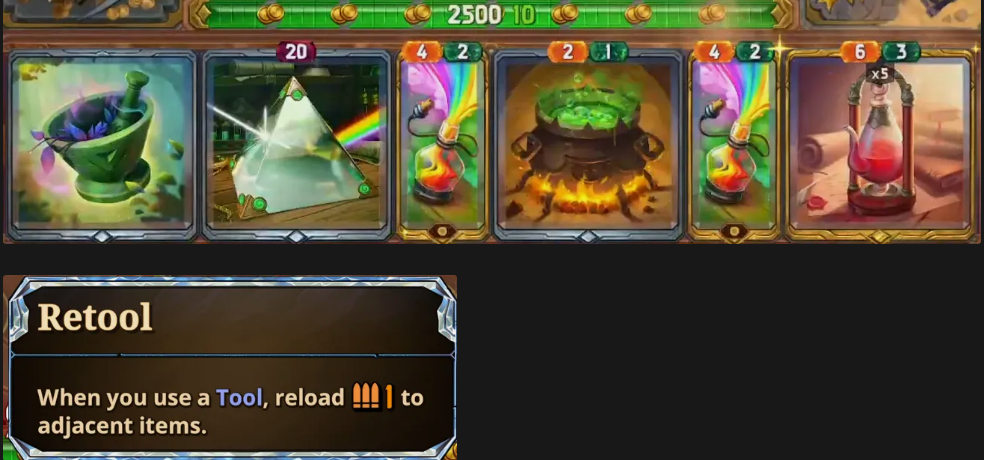 2500 10
20
4 2
2 1
4 2
6 3
x5
Retool
When you use a Tool, reload 1 to
adjacent items.